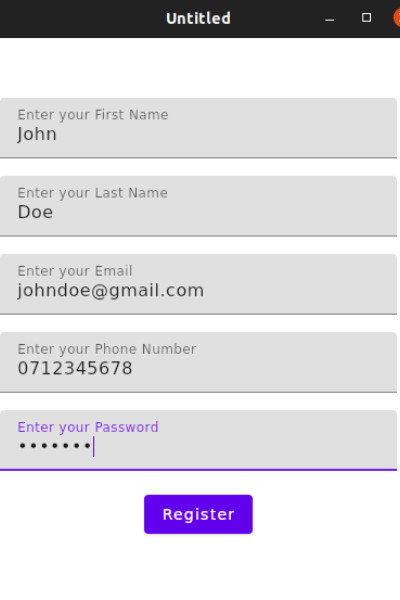 Untitled
Enter your First Name
John
Enter your Last Name
Doe
Enter your Email
johndoe@gmail.com
Enter your Phone Number
0712345678
Enter your Password
•••••••
Register